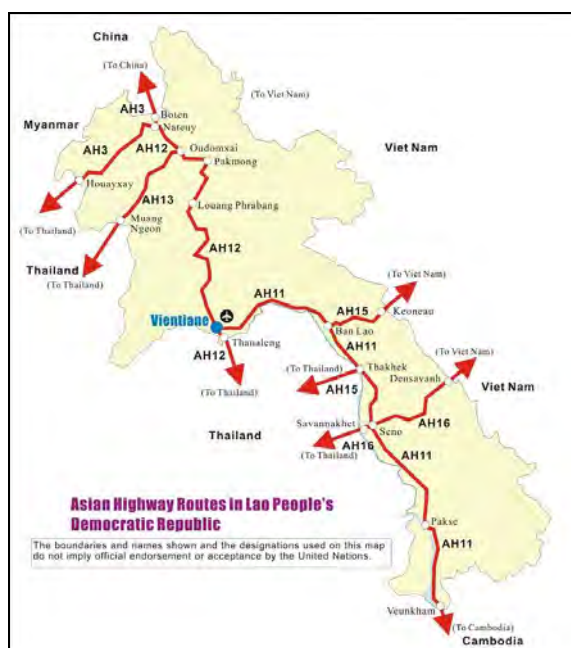 China
(To China)
(To Viet Nam)
AH3
Boten
Nateuy
Myanmar
Viet Nam
AH3
AH12
Oudomxai
Pakmong
Houayxay
AH13
Louang Phrabang
(To Thailand)
Muang
Ngeon
AH12
Thailand
(To Thailand)
(To Viet Nam)
AH11
AH15
Keoneau
Vientiane
Ban Lao
AH11
Thanaleng
AH12
(To Viet Nam)
(To Thailand)
Thakhek
(To Thailand)
AH15
Densavanh
Viet Nam
Savannakhet
AH16
Thailand
Seno
AH16
(To Thailand)
AH11
Asian Highway Routes in Lao People's
Democratic Republic
Pakse
The boundaries and names shown and the designations used on this map
do not imply official endorsement or acceptance by the United Nations.
AH11
Veunkham
(To Cambodia)
Cambodia